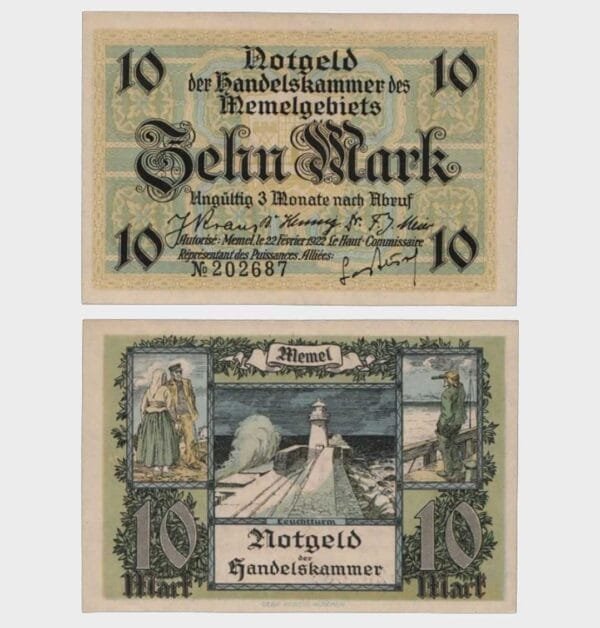 10 Notgeld 10
der Handelskammer des
Memelgebiets
Zehn Mark
Ungültig 3 Monate nach Abruf
10 10
Autorisé: Memel, le 22 Février 1922 Le Haut-Commissaire
Représentant des Puissances Alliées:
№ 202687
Memel
Leuchtturm
10 Notgeld 10
der
Mark Handelskammer Mark